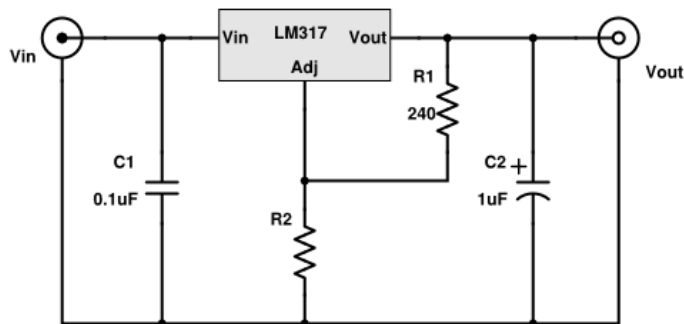 LM317
Vin
Vout
Adj
Vin
Vout
R1
240
C1
0.1uF
R2
C2
+
1uF